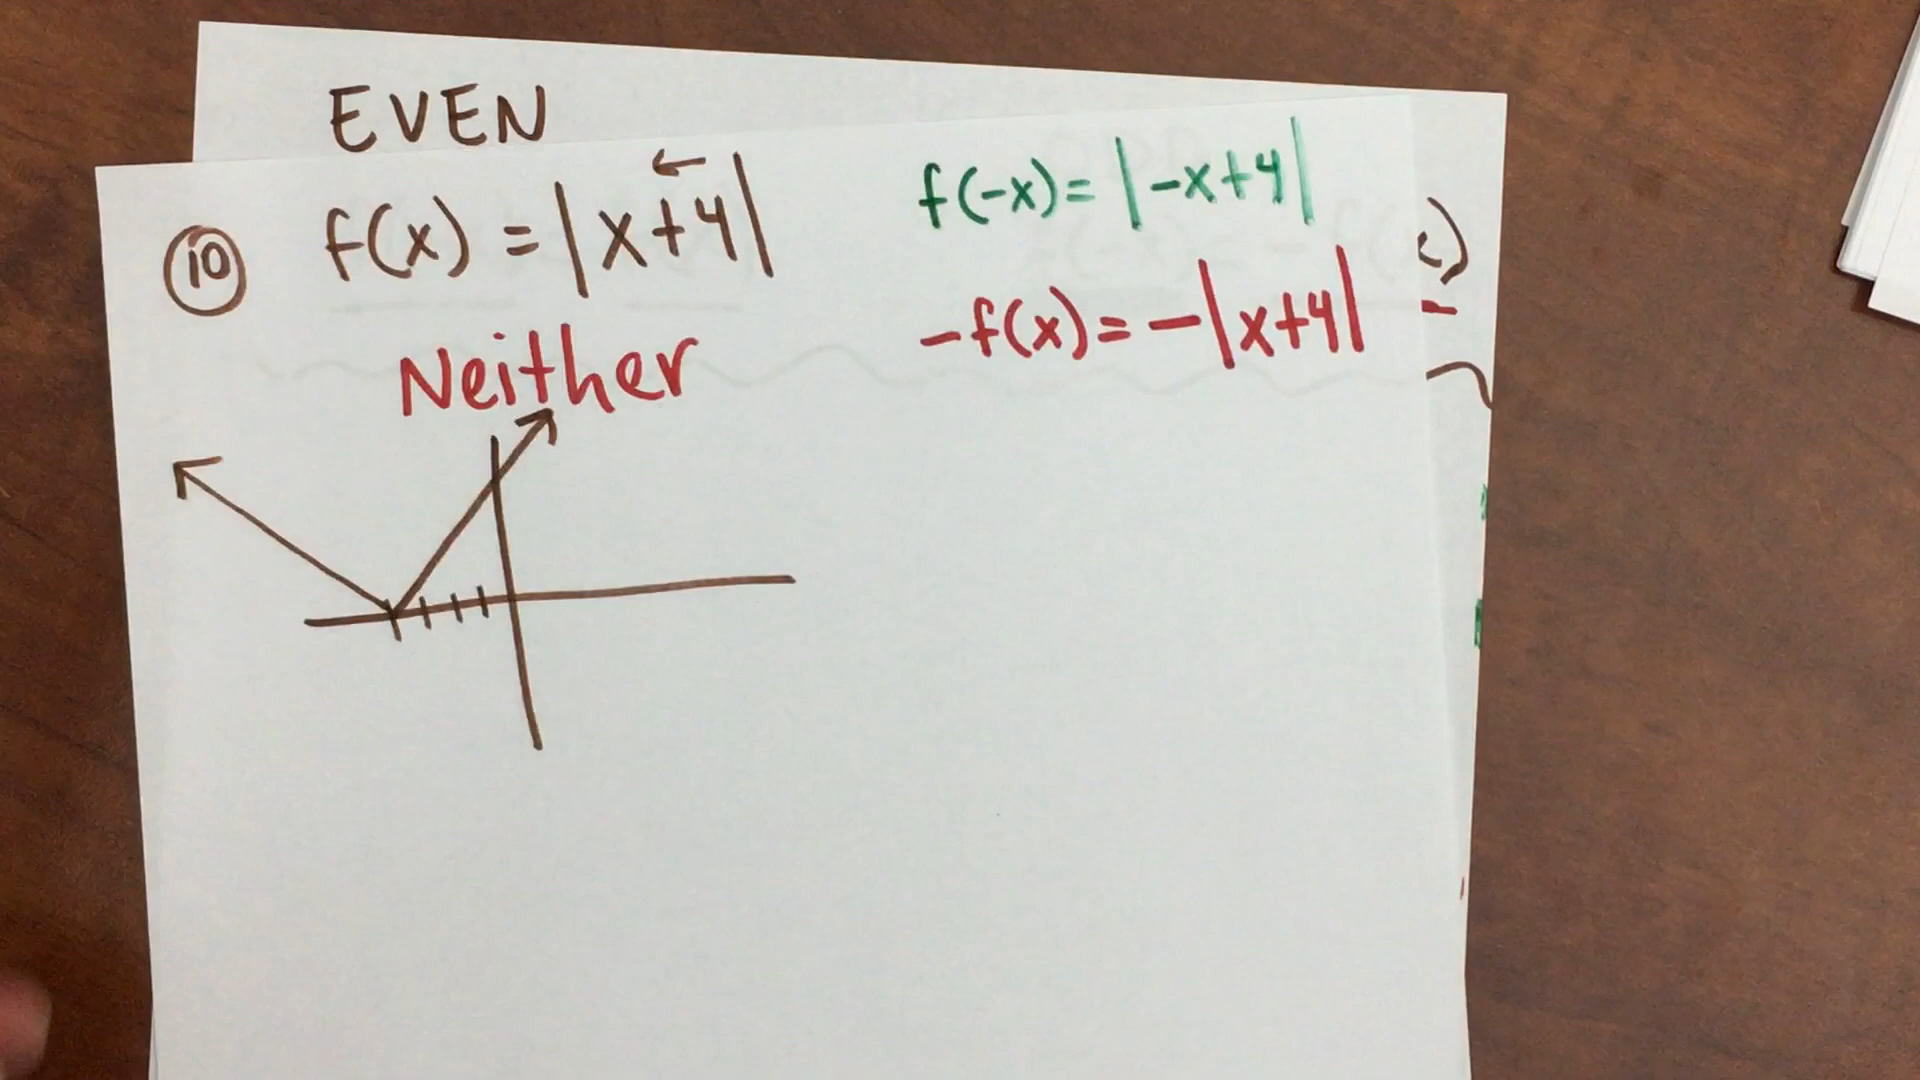 EVEN
⑩ f(x) = |x+4|
Neither
f(-x) = |-x+4|
-f(x) = -|x+4|